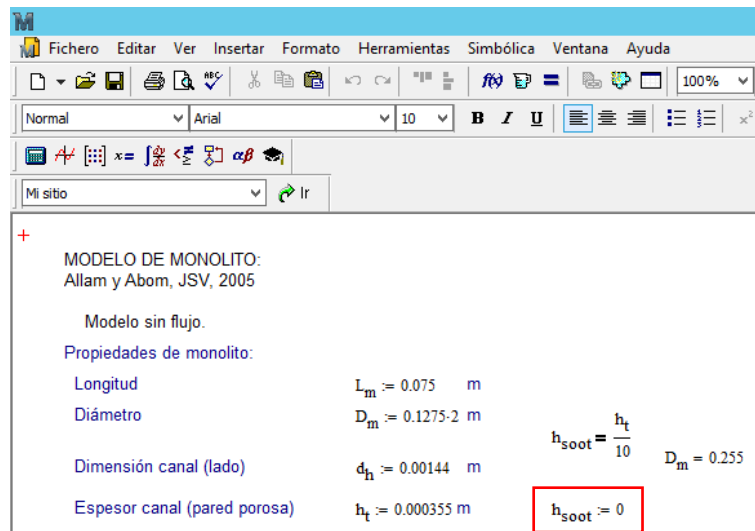 Fichero Editar Ver Insertar Formato Herramientas Simbólica Ventana Ayuda
100%
Normal Arial 10 B I U
Mi sitio Ir
MODELO DE MONOLITO:
Allam y Abom, JSV, 2005
Modelo sin flujo.
Propiedades de monolito:
Longitud L_m := 0.075 m
Diámetro D_m := 0.1275·2 m
h_soot = h_t/10
D_m = 0.255
Dimensión canal (lado) d_h := 0.00144 m
Espesor canal (pared porosa) h_t := 0.000355 m h_soot := 0